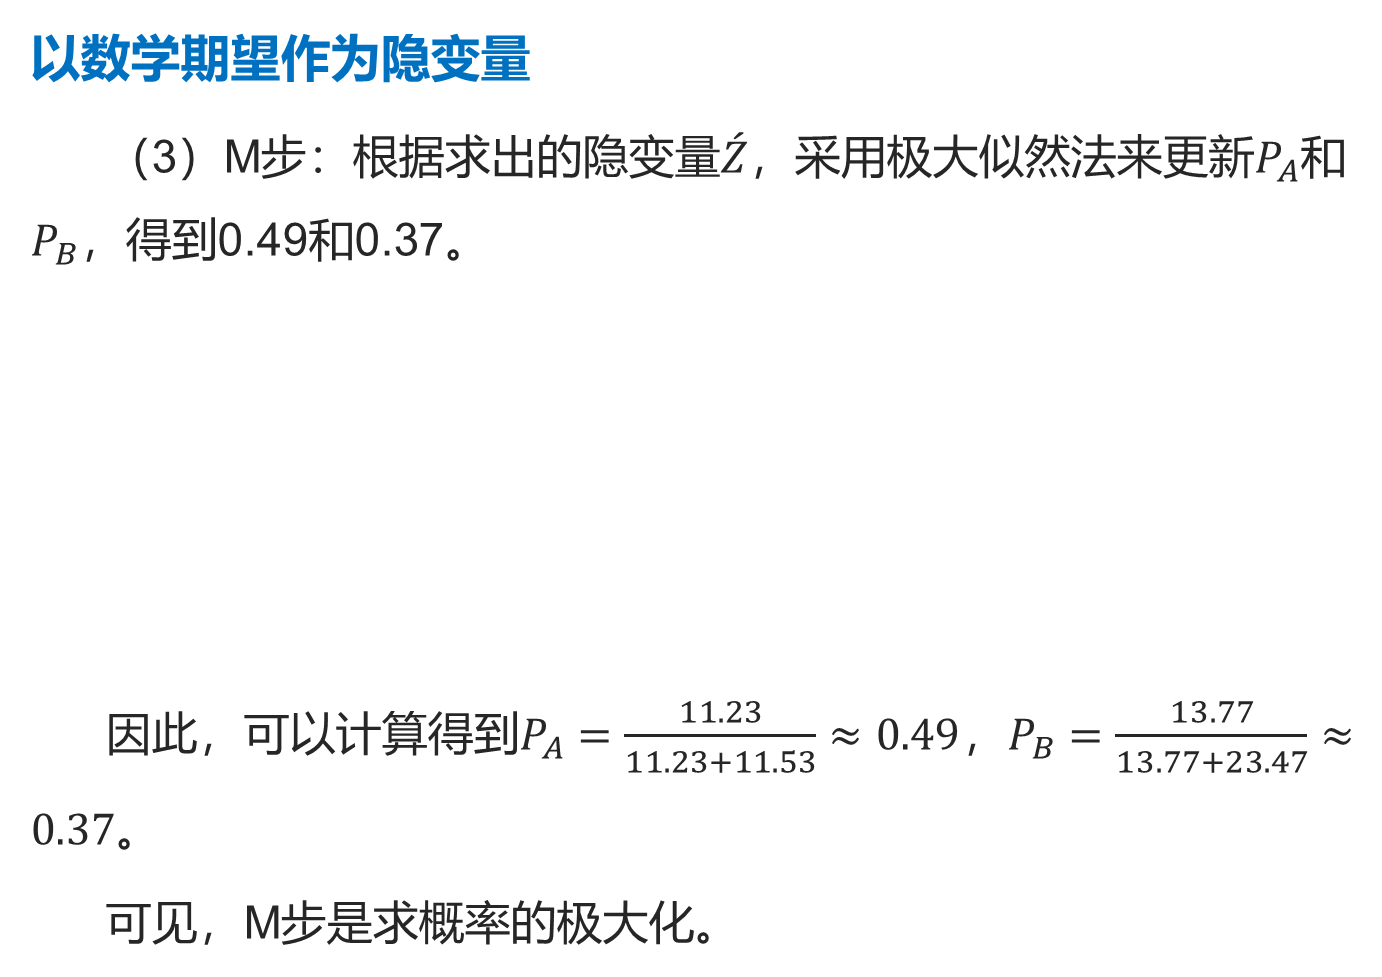 以数学期望作为隐变量
（3）M步：根据求出的隐变量Ź，采用极大似然法来更新P_A和
P_B，得到0.49和0.37。
因此，可以计算得到P_A = \frac{11.23}{11.23+11.53} ≈ 0.49，P_B = \frac{13.77}{13.77+23.47} ≈
0.37。
可见，M步是求概率的极大化。